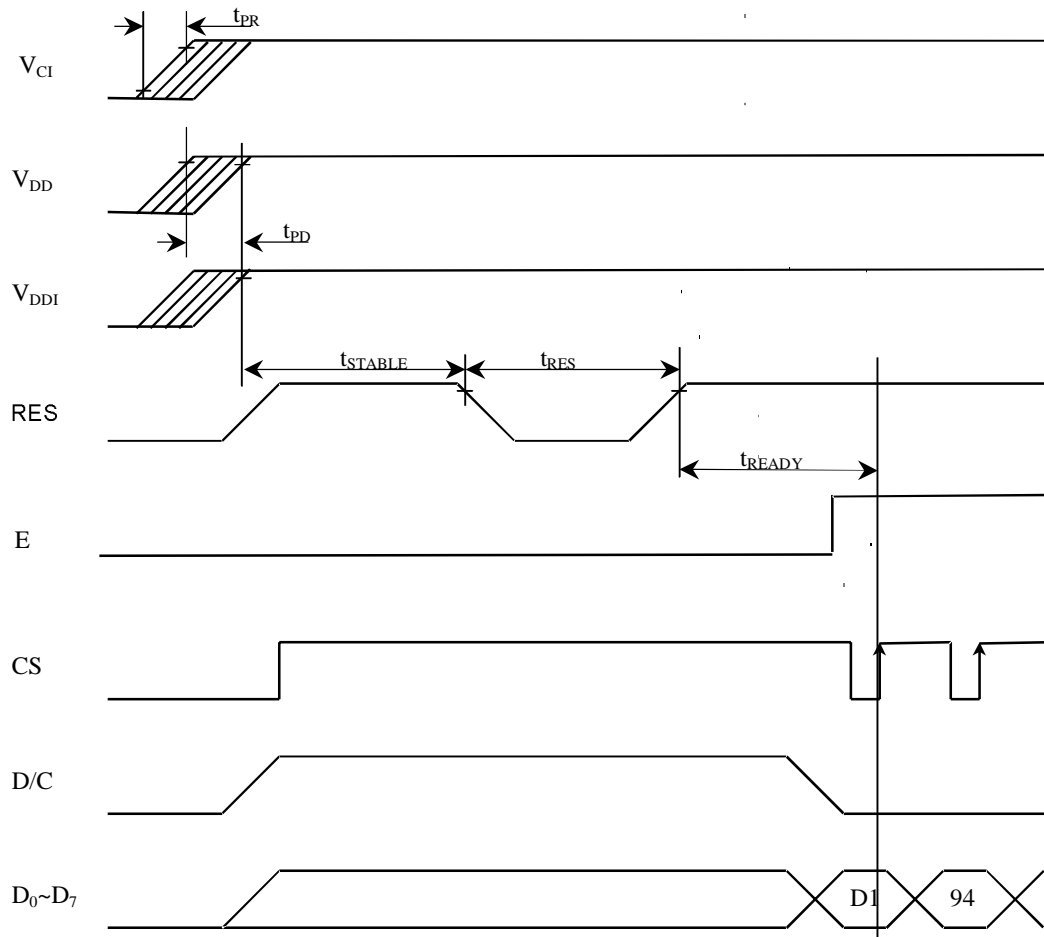 tPR
VCI
VDD
tPD
VDDI
tSTABLE
tRES
RES
tREADY
E
CS
D/C
D0~D7
D1
94